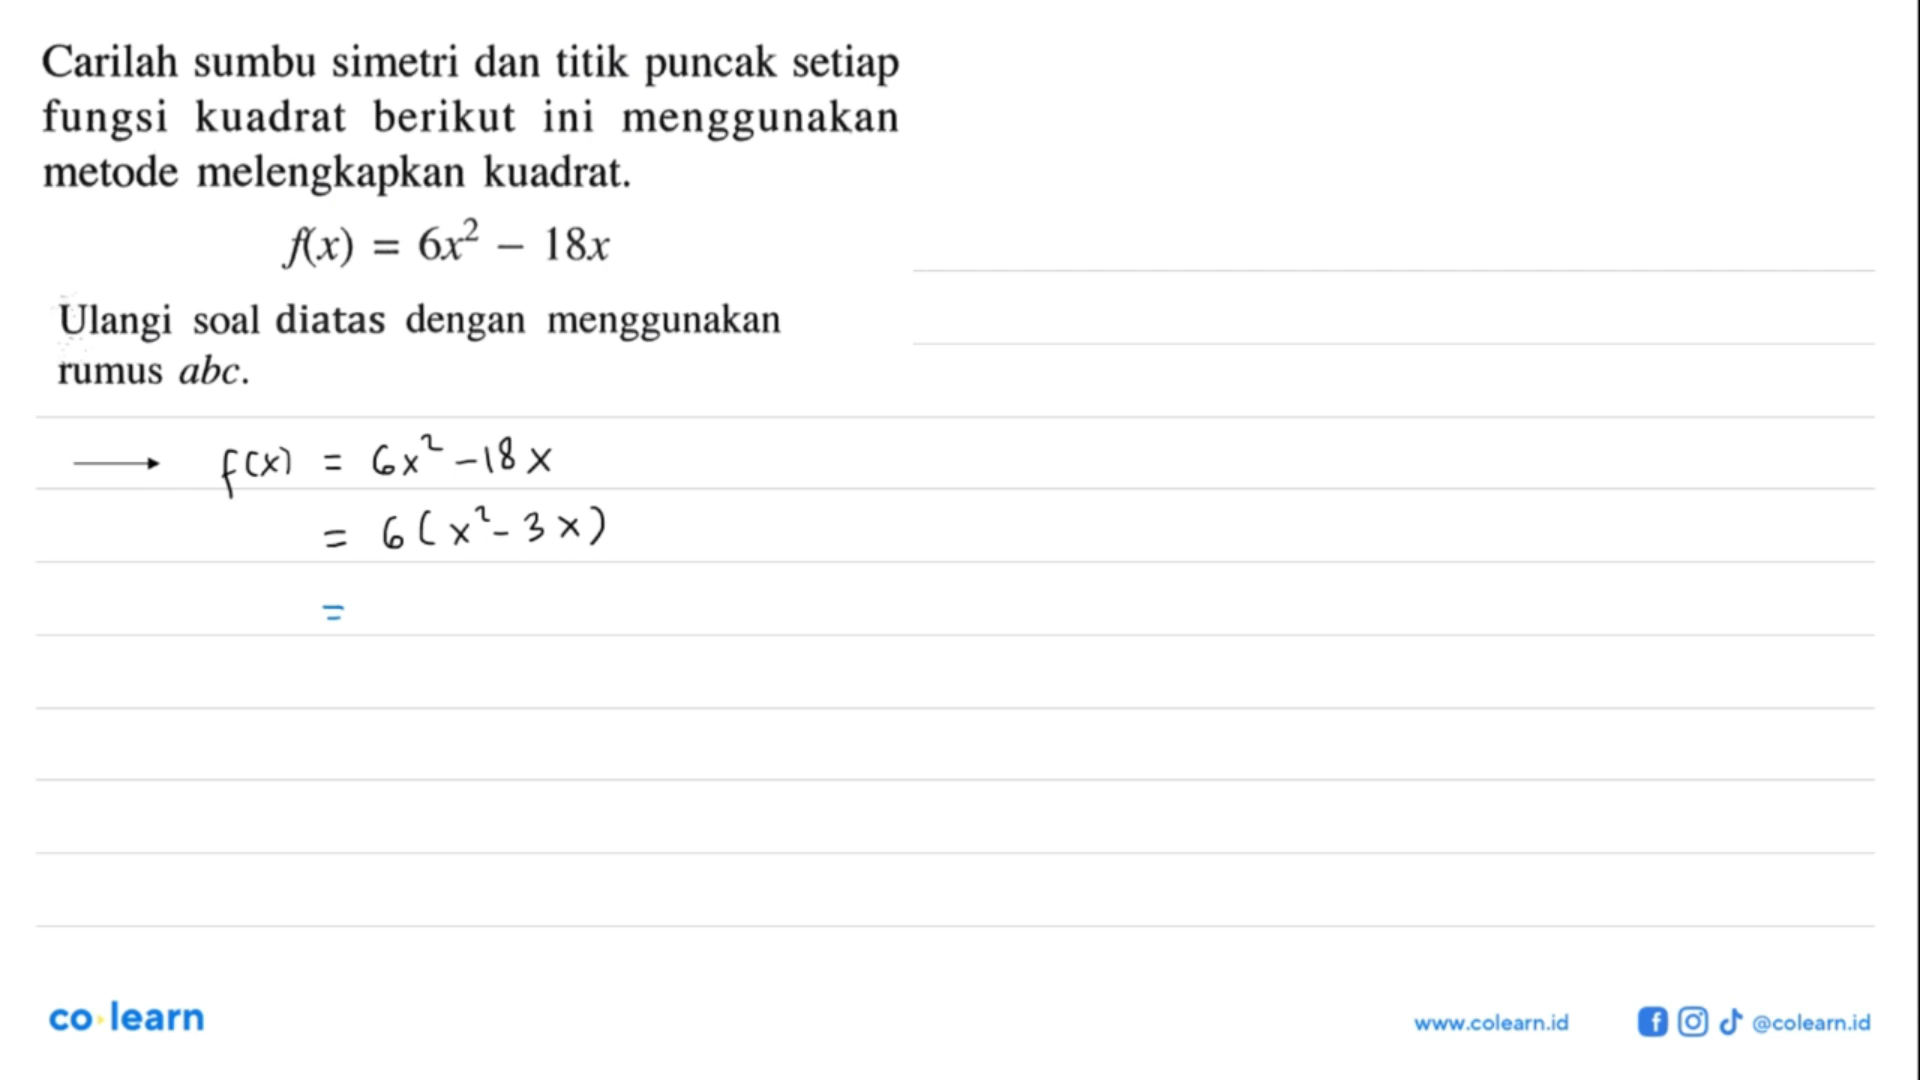 Carilah sumbu simetri dan titik puncak setiap
fungsi kuadrat berikut ini menggunakan
metode melengkapkan kuadrat.
f(x) = 6x² − 18x
Ulangi soal diatas dengan menggunakan
rumus abc.
→ f(x) = 6x² − 18x
= 6(x² − 3x)
=
co learn
www.colearn.id
@colearn.id